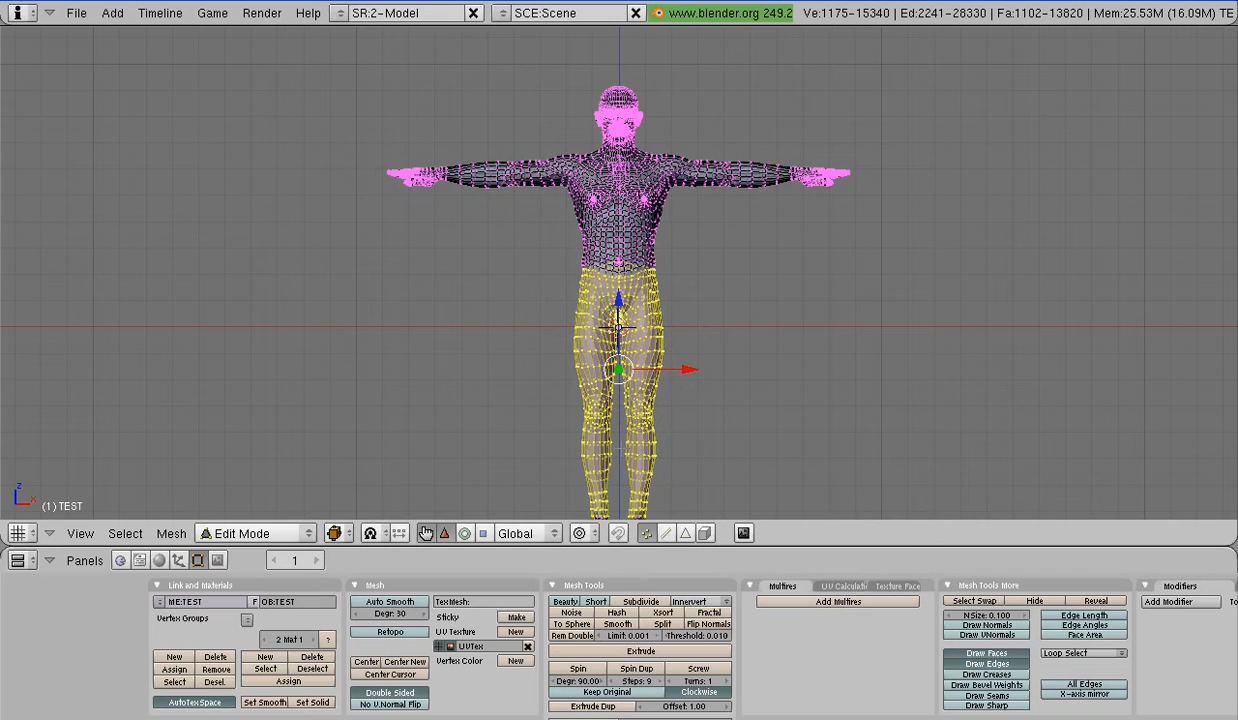 File Add Timeline Game Render Help SR:2-Model SCE:Scene www.blender.org 249.2 Ve:1175-15340 | Ed:2241-28330 | Fa:1102-13820 | Mem:25.53M (16.09M) TE
z
x
(1) TEST
View Select Mesh Edit Mode Global
Panels 1
Link and Materials Mesh Mesh Tools Multires UV Calculati Texture Face Mesh Tools More Modifiers
ME:TEST F OB:TEST Auto Smooth TexMesh: Beauty Short Subdivide Innervert Add Multires Select Swap Hide Reveal Add Modifier To
Vertex Groups Degr: 30 Sticky Make Noise Hash Xsort Fractal NSize: 0.100 Edge Length
To Sphere Smooth Split Flip Normals Draw Normals Edge Angles
2 Mat 1 ? Retopo UV Texture New Rem Double Limit: 0.001 Threshold: 0.010 Draw VNormals Face Area
UVTex Extrude Draw Faces Loop Select
New Delete New Delete Center Center New Vertex Color New Draw Edges
Assign Remove Select Deselect Center Cursor Spin Spin Dup Screw Draw Creases
Select Desel. Assign Degr: 90.00 Steps: 9 Turns: 1 Draw Bevel Weights All Edges
Double Sided Keep Original Clockwise Draw Seams X-axis mirror
AutoTexSpace Set Smooth Set Solid No V.Normal Flip Extrude Dup Offset: 1.00 Draw Sharp